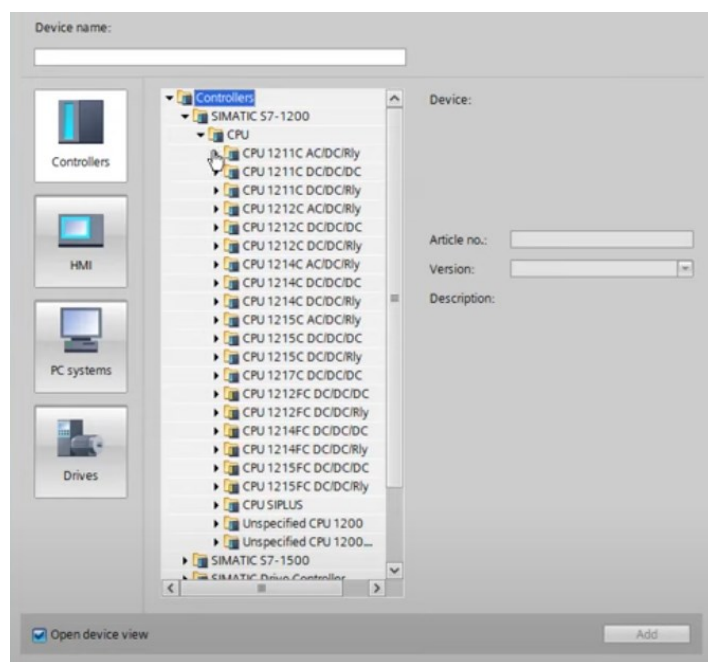 Device name:
Controllers
HMI
PC systems
Drives
Controllers
SIMATIC S7-1200
CPU
CPU 1211C AC/DC/Rly
CPU 1211C DC/DC/DC
CPU 1211C DC/DC/Rly
CPU 1212C AC/DC/Rly
CPU 1212C DC/DC/DC
CPU 1212C DC/DC/Rly
CPU 1214C AC/DC/Rly
CPU 1214C DC/DC/DC
CPU 1214C DC/DC/Rly
CPU 1215C AC/DC/Rly
CPU 1215C DC/DC/DC
CPU 1215C DC/DC/Rly
CPU 1217C DC/DC/DC
CPU 1212FC DC/DC/DC
CPU 1212FC DC/DC/Rly
CPU 1214FC DC/DC/DC
CPU 1214FC DC/DC/Rly
CPU 1215FC DC/DC/DC
CPU 1215FC DC/DC/Rly
CPU SIPLUS
Unspecified CPU 1200
Unspecified CPU 1200...
SIMATIC S7-1500
SIMATIC Drive Controller
Device:
Article no.:
Version:
Description:
Open device view
Add